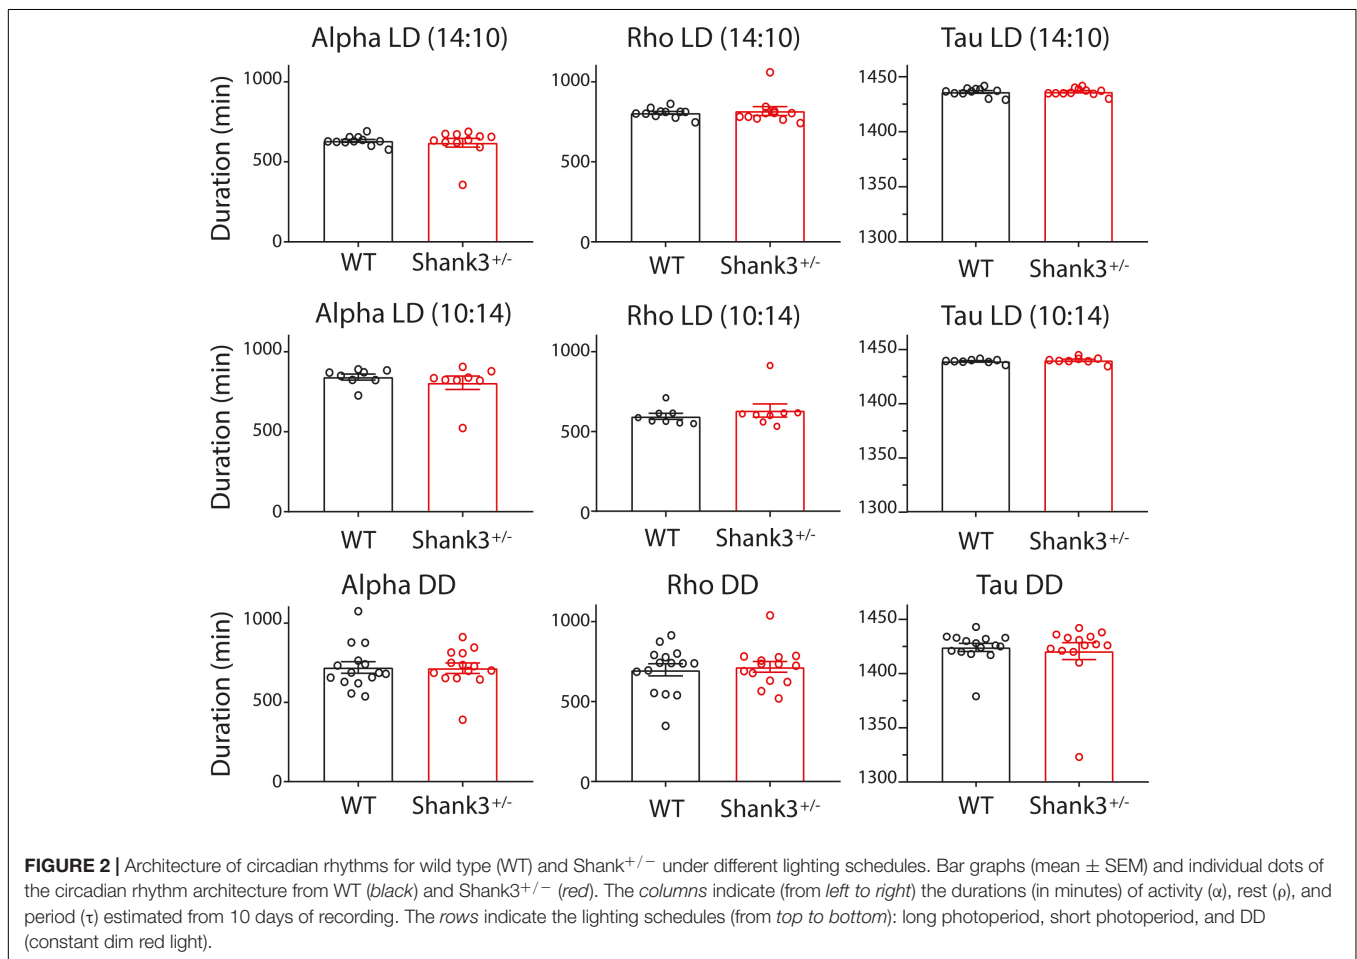 Alpha LD (14:10)
Rho LD (14:10)
Tau LD (14:10)
Duration (min)
1000
500
0
WT
Shank3+/-
1000
500
0
WT
Shank3+/-
1450
1400
1350
1300
WT
Shank3+/-
Alpha LD (10:14)
Rho LD (10:14)
Tau LD (10:14)
Duration (min)
1000
500
0
WT
Shank3+/-
1000
500
0
WT
Shank3+/-
1450
1400
1350
1300
WT
Shank3+/-
Alpha DD
Rho DD
Tau DD
Duration (min)
1000
500
0
WT
Shank3+/-
1000
500
0
WT
Shank3+/-
1450
1400
1350
1300
WT
Shank3+/-
FIGURE 2 | Architecture of circadian rhythms for wild type (WT) and Shank+/− under different lighting schedules. Bar graphs (mean ± SEM) and individual dots of
the circadian rhythm architecture from WT (black) and Shank3+/− (red). The columns indicate (from left to right) the durations (in minutes) of activity (α), rest (ρ), and
period (τ) estimated from 10 days of recording. The rows indicate the lighting schedules (from top to bottom): long photoperiod, short photoperiod, and DD
(constant dim red light).